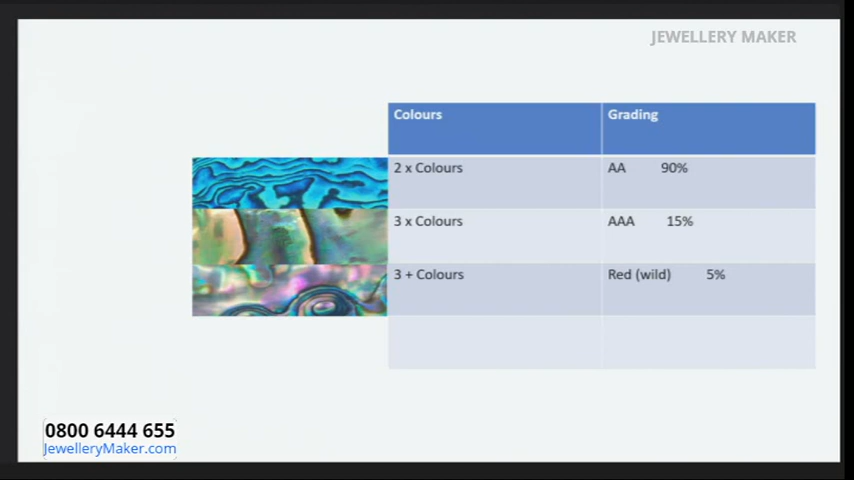 JEWELLERY MAKER
Colours Grading
2 x Colours AA 90%
3 x Colours AAA 15%
3 + Colours Red (wild) 5%
0800 6444 655
JewelleryMaker.com